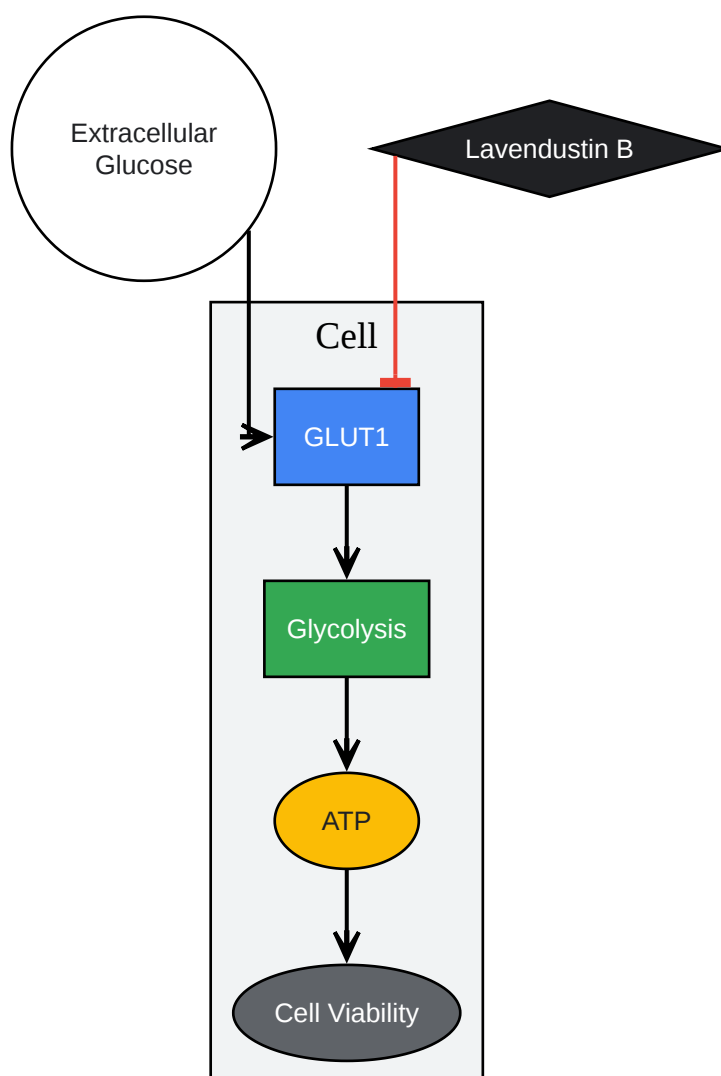 Extracellular
Glucose
Lavendustin B
Cell
GLUT1
Glycolysis
ATP
Cell Viability